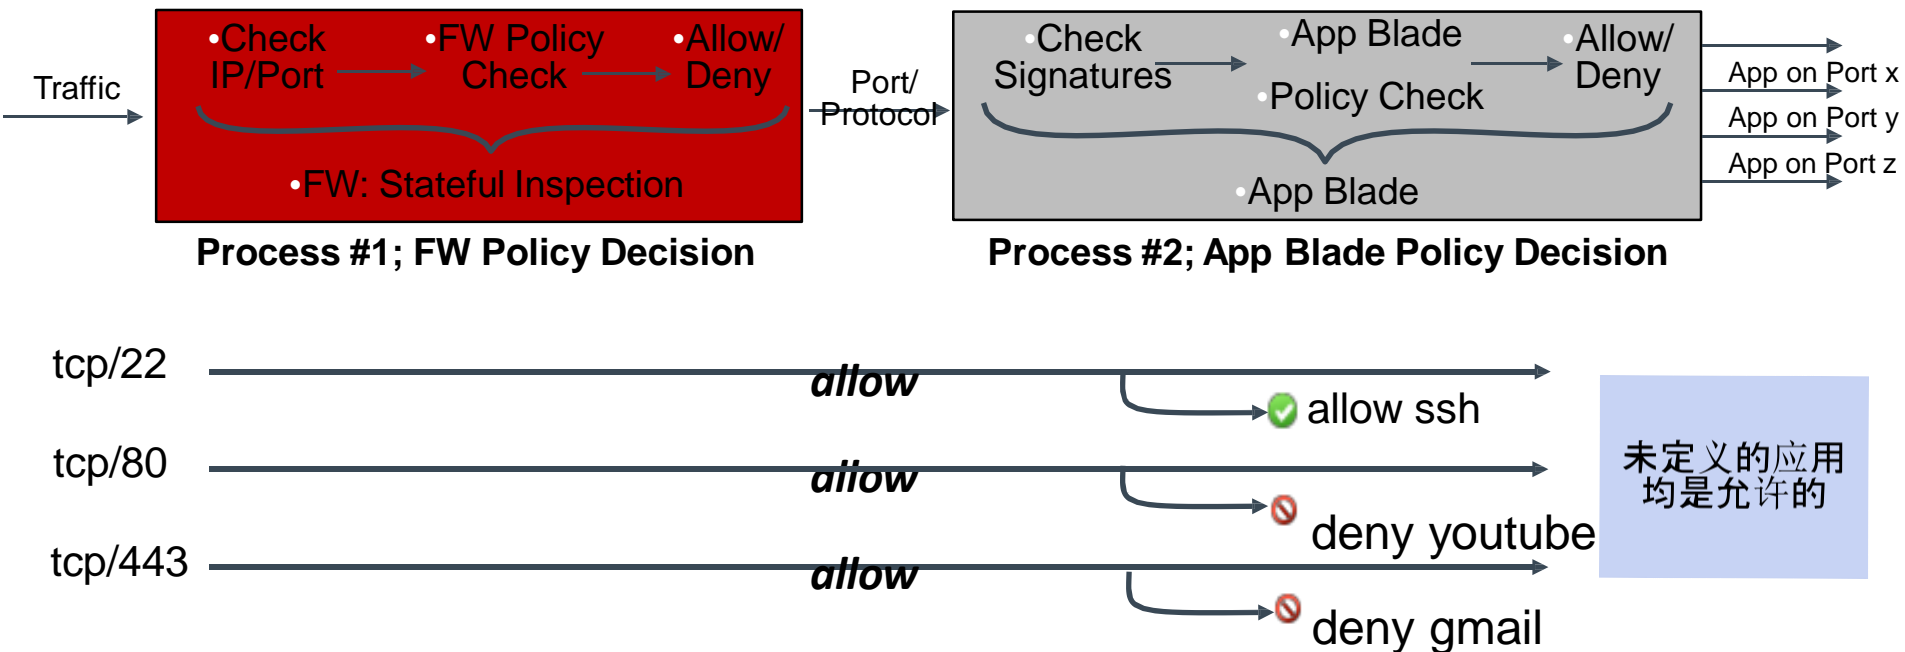 Traffic
•Check
IP/Port
•FW Policy
Check
•Allow/
Deny
•FW: Stateful Inspection
Process #1; FW Policy Decision
Port/
Protocol
•Check
Signatures
•App Blade
•Policy Check
•Allow/
Deny
•App Blade
Process #2; App Blade Policy Decision
App on Port x
App on Port y
App on Port z
tcp/22
allow
allow ssh
tcp/80
allow
deny youtube
tcp/443
allow
deny gmail
未定义的应用
均是允许的